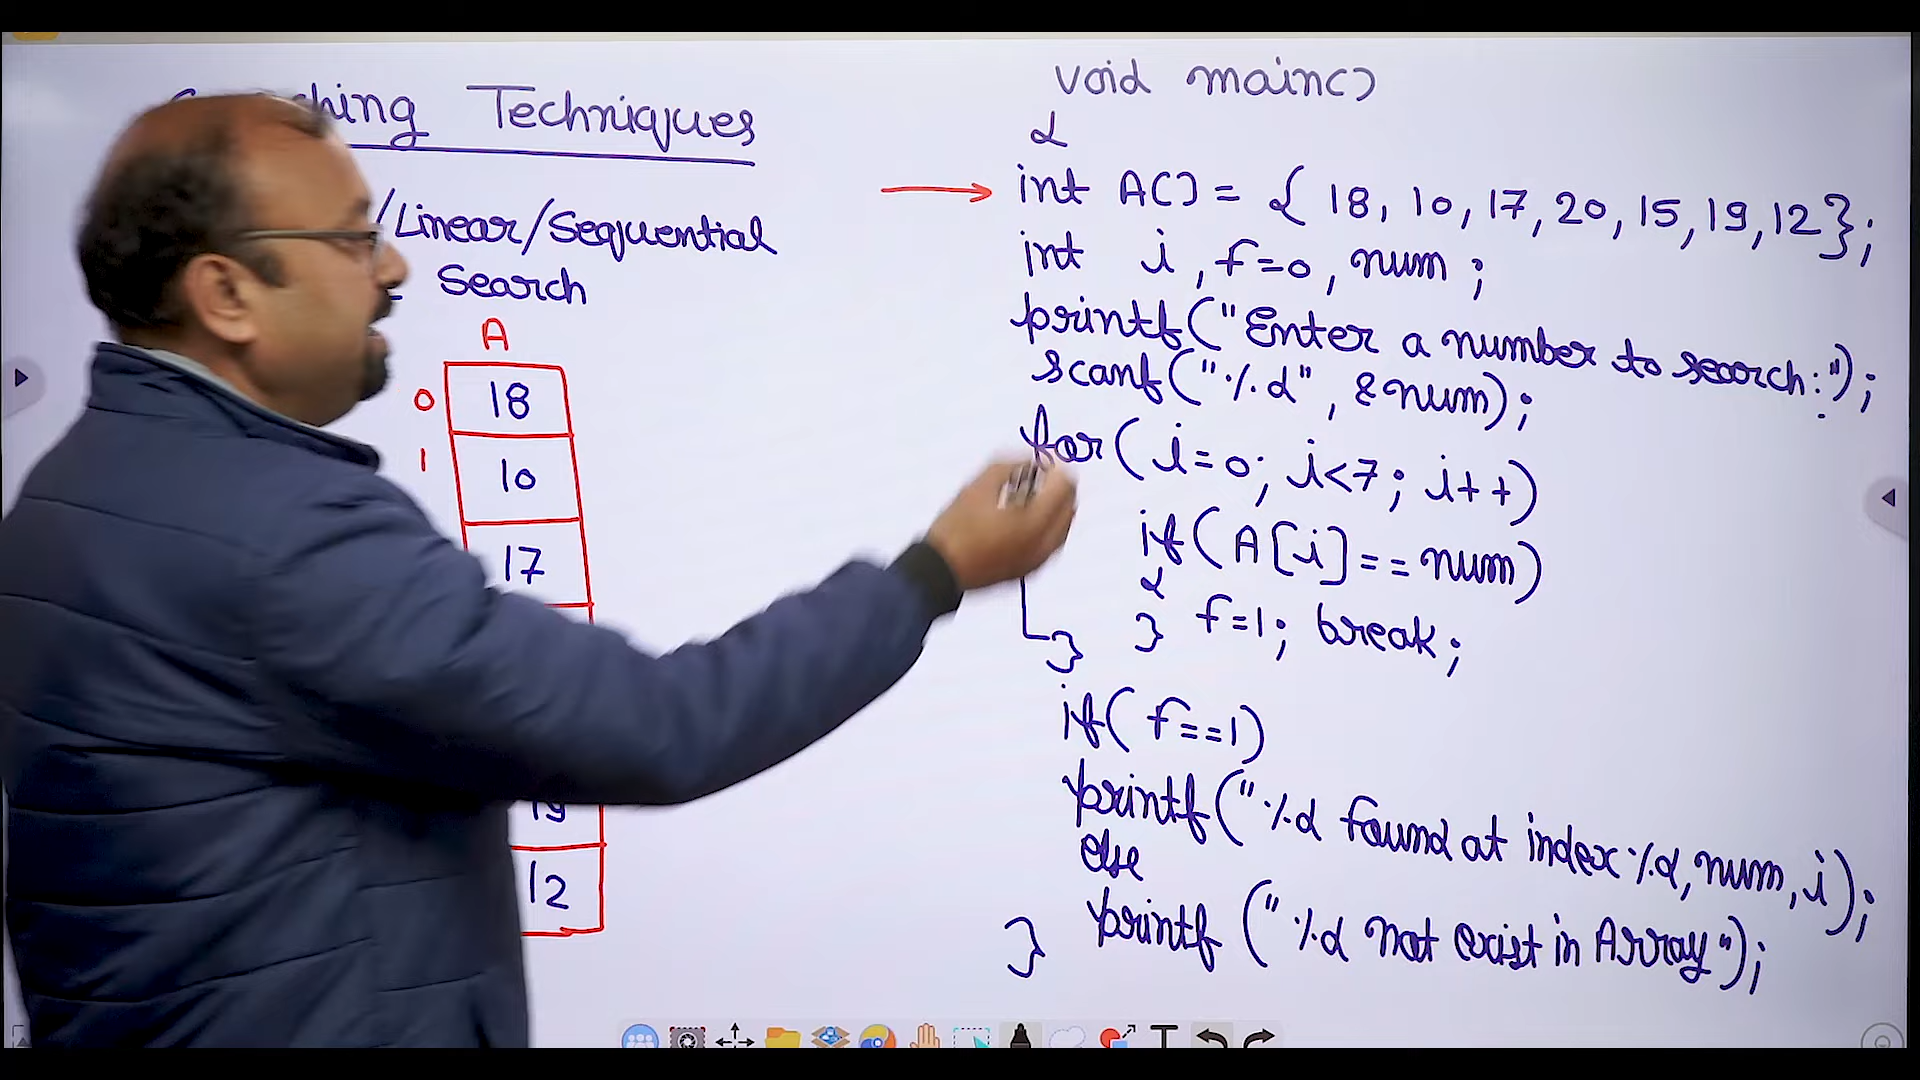 Techniques
/Linear/Sequential
Search
A
0 18
1 10
17
19
12
void main()
{
int A[] = { 18, 10, 17, 20, 15, 19, 12};
int i, f=0, num;
printf("Enter a number to search:");
scanf("%d", &num);
for( i=0; i<7; i++)
if( A[i]==num)
{
} f=1; break;
}
if( f==1)
printf("%d found at index %d, num, i);
else
printf ("%d not exist in Array");
}
T